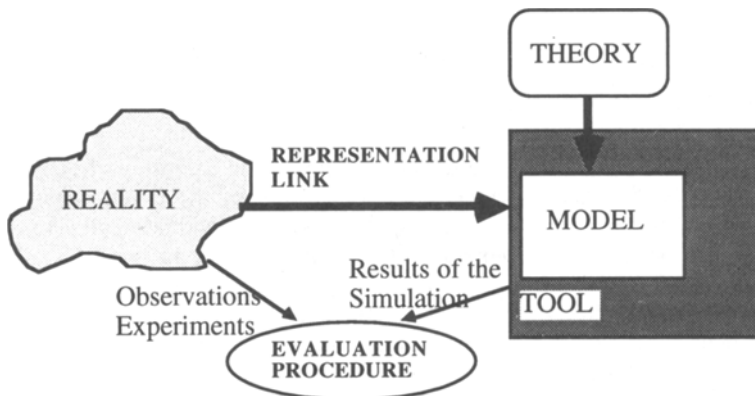 THEORY
REPRESENTATION
LINK
REALITY
MODEL
Observations
Experiments
Results of the
Simulation
TOOL
EVALUATION
PROCEDURE